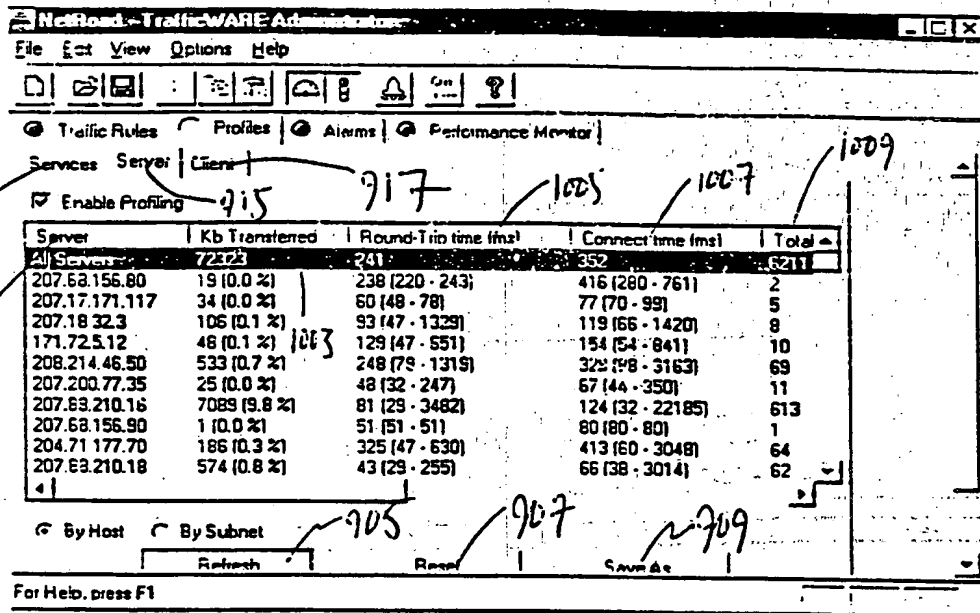 NetRoad - TrafficWARE Administrator
File Edit View Options Help
Traffic Rules Profiles Alarms Performance Monitor
1009
Services Server Client
917
1005
1007
Enable Profiling
915
Server Kb Transferred Round-Trip time (ms) Connect time (ms) Total
All Servers 72323 241 352 6211
207.68.156.80 19 (0.0 %) 238 (220 - 243) 416 (280 - 761) 2
207.17.171.117 34 (0.0 %) 60 (48 - 78) 77 (70 - 99) 5
207.18.32.3 106 (0.1 %) 93 (47 - 1329) 119 (66 - 1420) 8
171.72.5.12 48 (0.1 %) 1003 129 (47 - 551) 154 (54 - 841) 10
208.214.46.50 533 (0.7 %) 248 (79 - 1319) 329 (98 - 3163) 69
207.200.77.35 25 (0.0 %) 48 (32 - 247) 67 (44 - 350) 11
207.69.210.16 7089 (9.8 %) 81 (29 - 3482) 124 (32 - 22185) 613
207.68.156.90 1 (0.0 %) 51 (51 - 51) 80 (80 - 80) 1
204.71.177.70 186 (0.3 %) 325 (47 - 630) 413 (60 - 3048) 64
207.69.210.18 574 (0.8 %) 43 (29 - 255) 66 (38 - 3014) 62
By Host By Subnet
905
907
909
Refresh Reset Save As
For Help, press F1